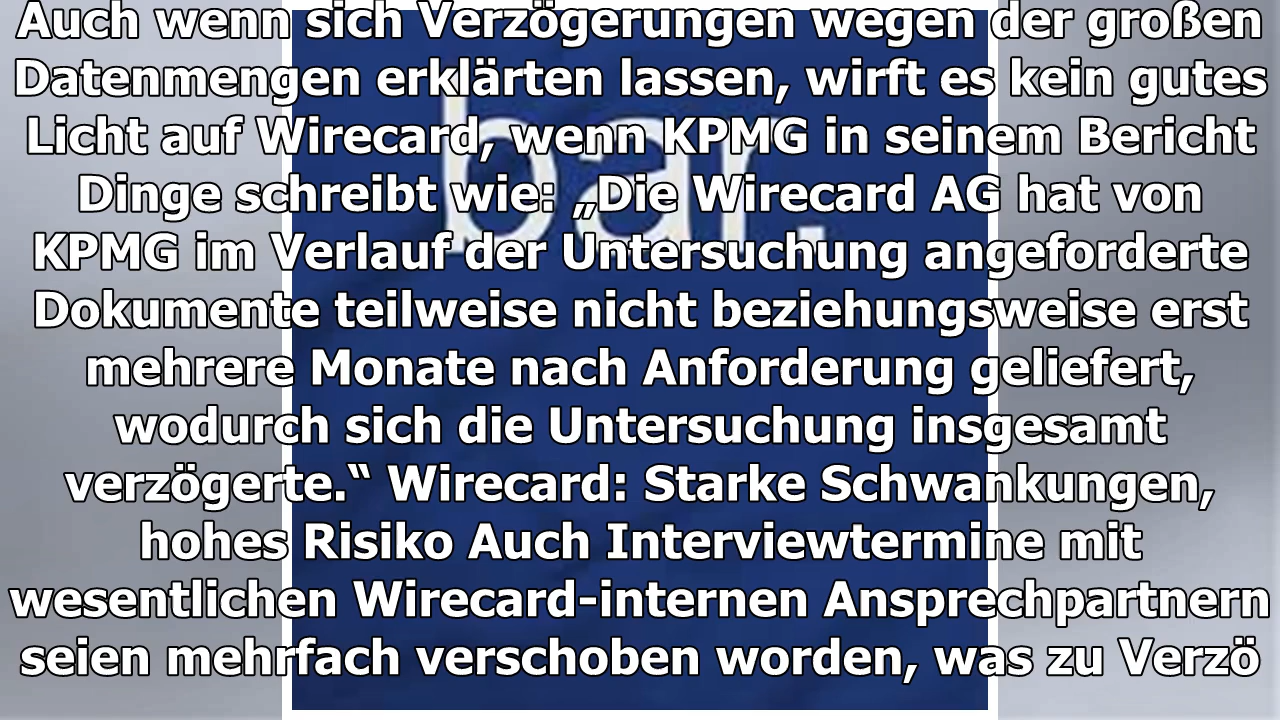 Auch wenn sich Verzögerungen wegen der großen
Datenmengen erklärten lassen, wirft es kein gutes
Licht auf Wirecard, wenn KPMG in seinem Bericht
Dinge schreibt wie: „Die Wirecard AG hat von
KPMG im Verlauf der Untersuchung angeforderte
Dokumente teilweise nicht beziehungsweise erst
mehrere Monate nach Anforderung geliefert,
wodurch sich die Untersuchung insgesamt
verzögerte.“ Wirecard: Starke Schwankungen,
hohes Risiko Auch Interviewtermine mit
wesentlichen Wirecard-internen Ansprechpartnern
seien mehrfach verschoben worden, was zu Verzö
bar.